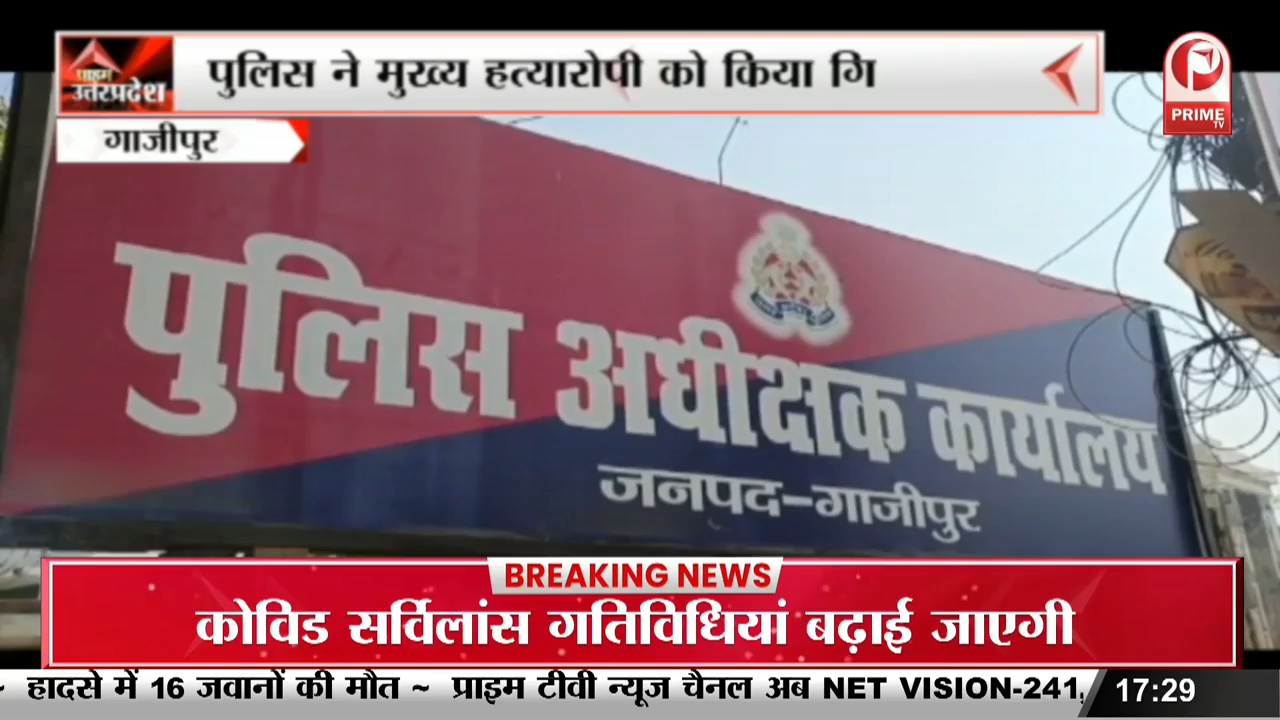 प्राइम
उत्तरप्रदेश
पुलिस ने मुख्य हत्यारोपी को किया गि
PRIME
TV
गाजीपुर
पुलिस अधीक्षक कार्यालय
जनपद-गाजीपुर
BREAKING NEWS
कोविड सर्विलांस गतिविधियां बढ़ाई जाएगी
~ हादसे में 16 जवानों की मौत ~ प्राइम टीवी न्यूज चैनल अब NET VISION-241,
17:29